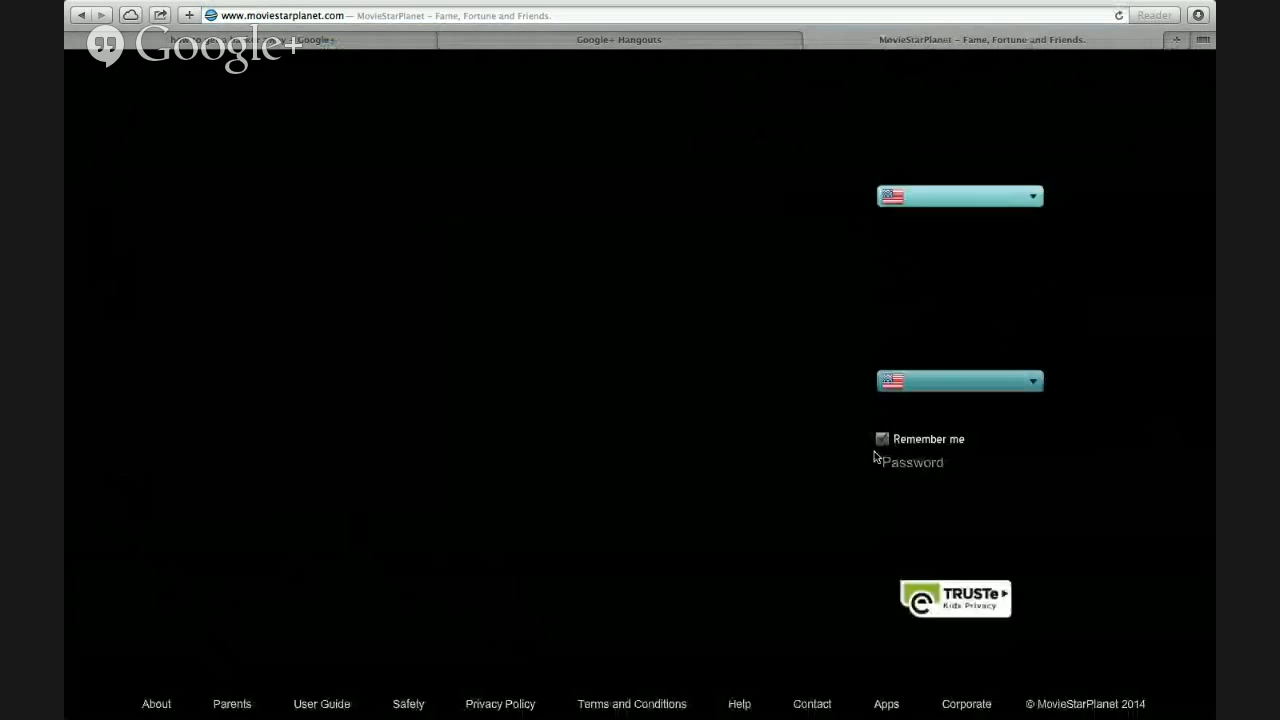 www.moviestarplanet.com — MovieStarPlanet – Fame, Fortune and Friends.
Reader
Google+
Google+ Hangouts
MovieStarPlanet – Fame, Fortune and Friends.
Remember me
Password
TRUSTe
Kids Privacy
About
Parents
User Guide
Safety
Privacy Policy
Terms and Conditions
Help
Contact
Apps
Corporate
© MovieStarPlanet 2014